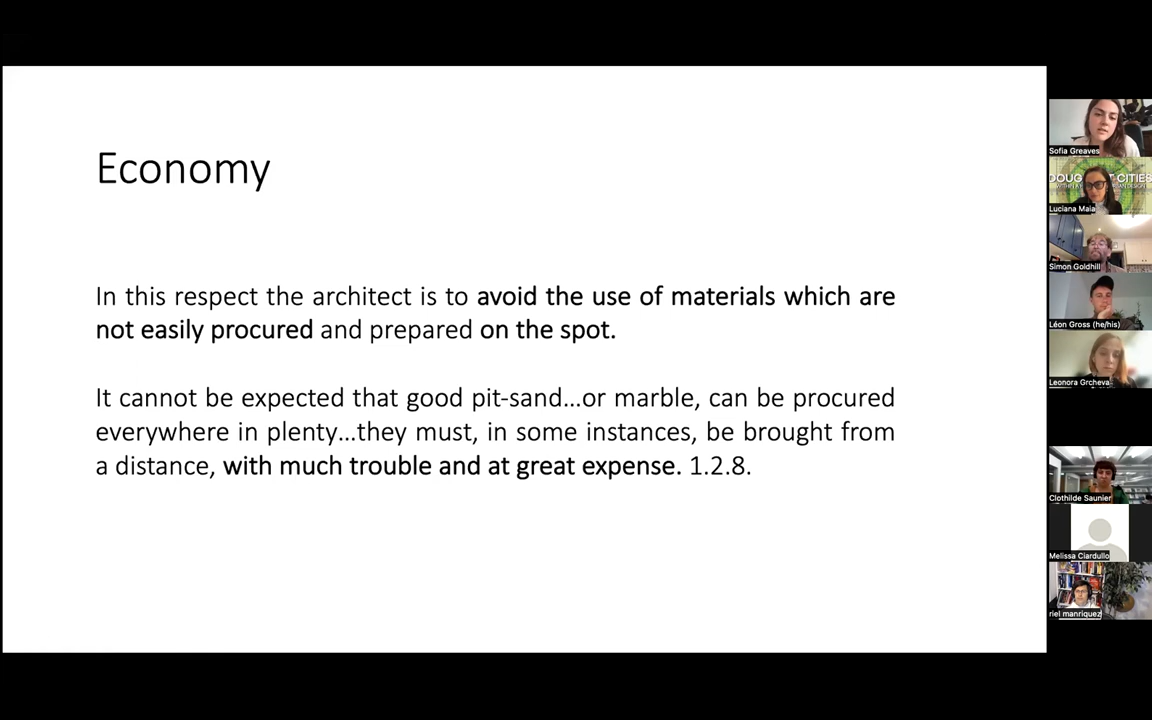 Economy
In this respect the architect is to avoid the use of materials which are
not easily procured and prepared on the spot.
It cannot be expected that good pit-sand…or marble, can be procured
everywhere in plenty…they must, in some instances, be brought from
a distance, with much trouble and at great expense. 1.2.8.
Sofia Greaves
CITIES
Luciana Maia
Simon Goldhill
Léon Gross (he/his)
Leonora Grcheva
Clothilde Saunier
Melissa Ciardullo
riel manriquez